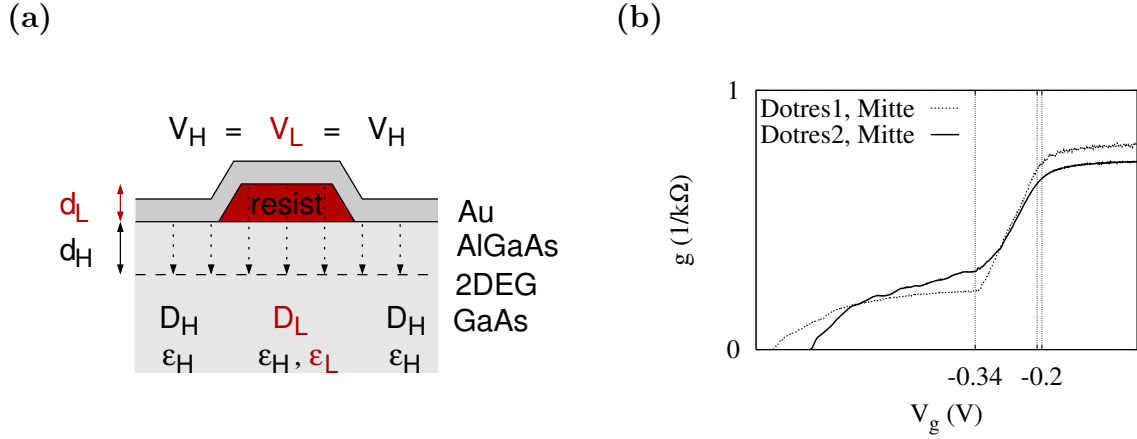 (a)
V_H = V_L = V_H
d_L
resist
Au
d_H
AlGaAs
2DEG
D_H D_L D_H
GaAs
ε_H ε_H , ε_L ε_H
(b)
1
Dotres1, Mitte
Dotres2, Mitte
g (1/kΩ)
0
-0.34 -0.2
V_g (V)